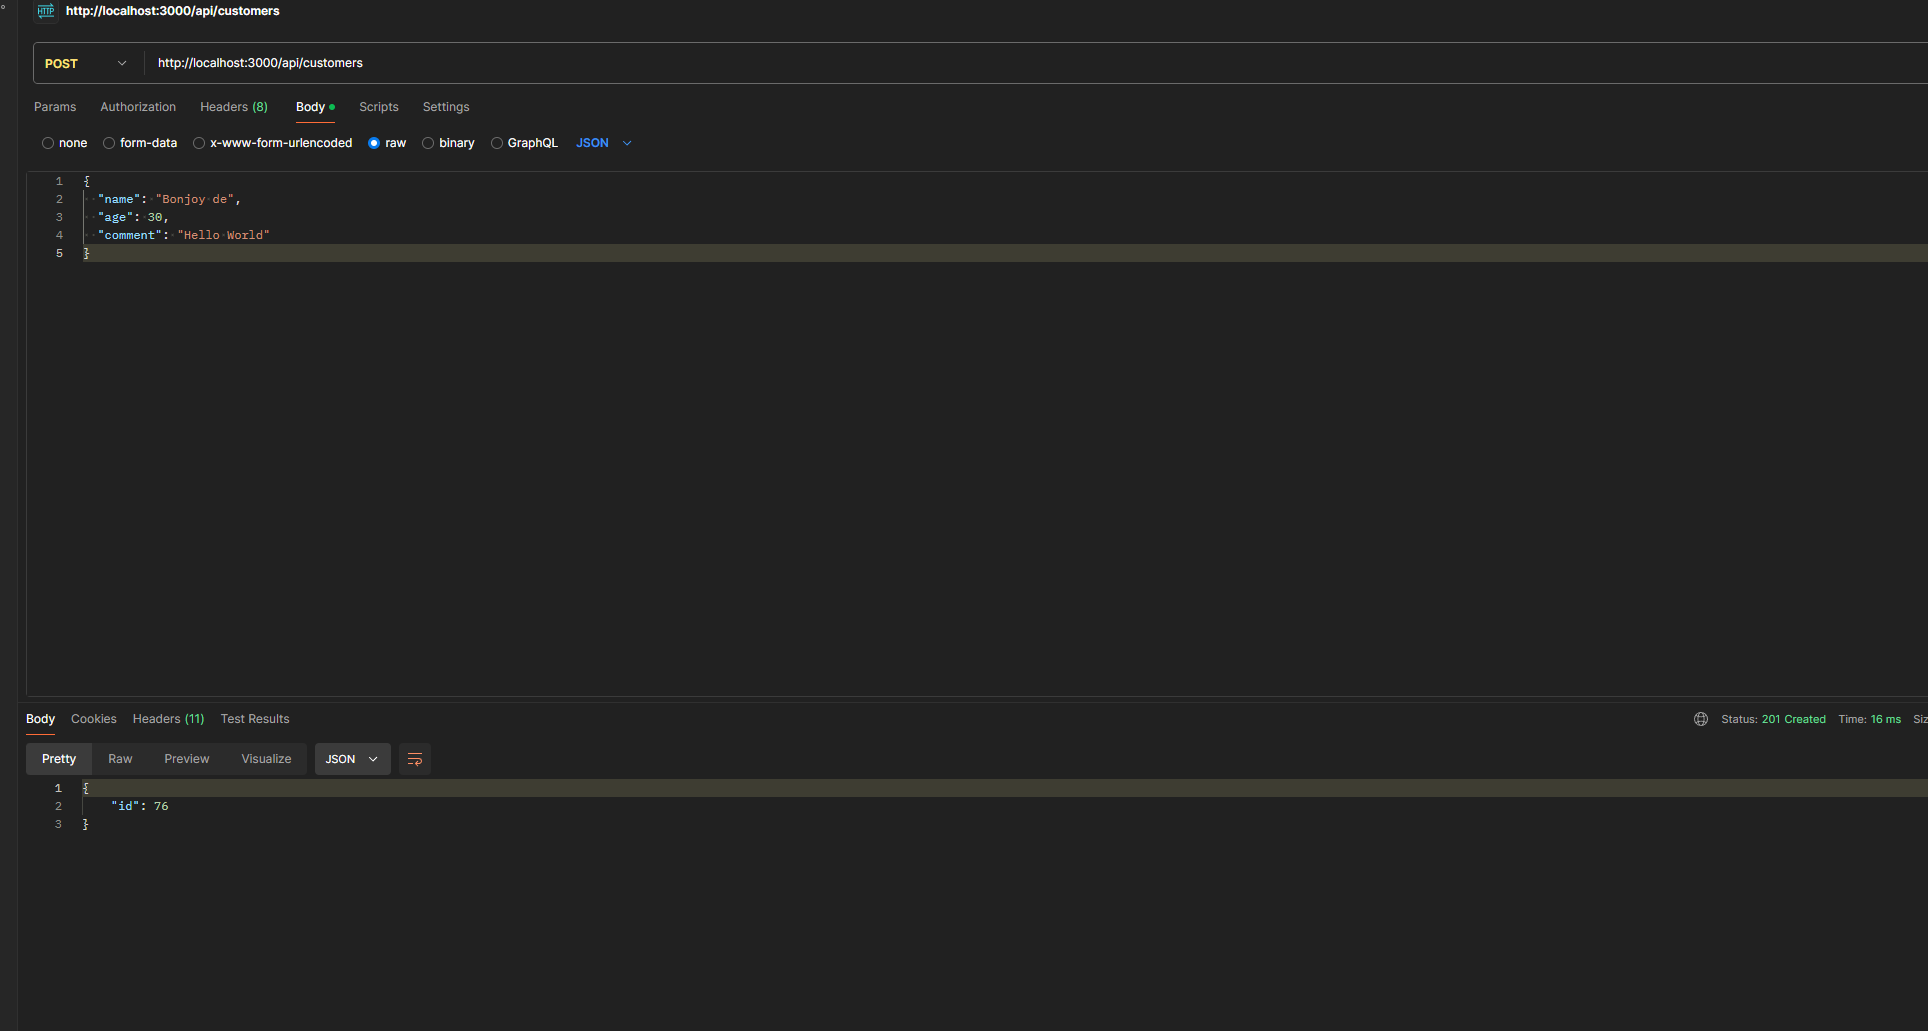 HTTP http://localhost:3000/api/customers
POST http://localhost:3000/api/customers
Params Authorization Headers (8) Body Scripts Settings
none form-data x-www-form-urlencoded raw binary GraphQL JSON
1 {
2 "name": "Bonjoy de",
3 "age": 30,
4 "comment": "Hello World"
5 }
Body Cookies Headers (11) Test Results Status: 201 Created Time: 16 ms Siz
Pretty Raw Preview Visualize JSON
1 {
2 "id": 76
3 }